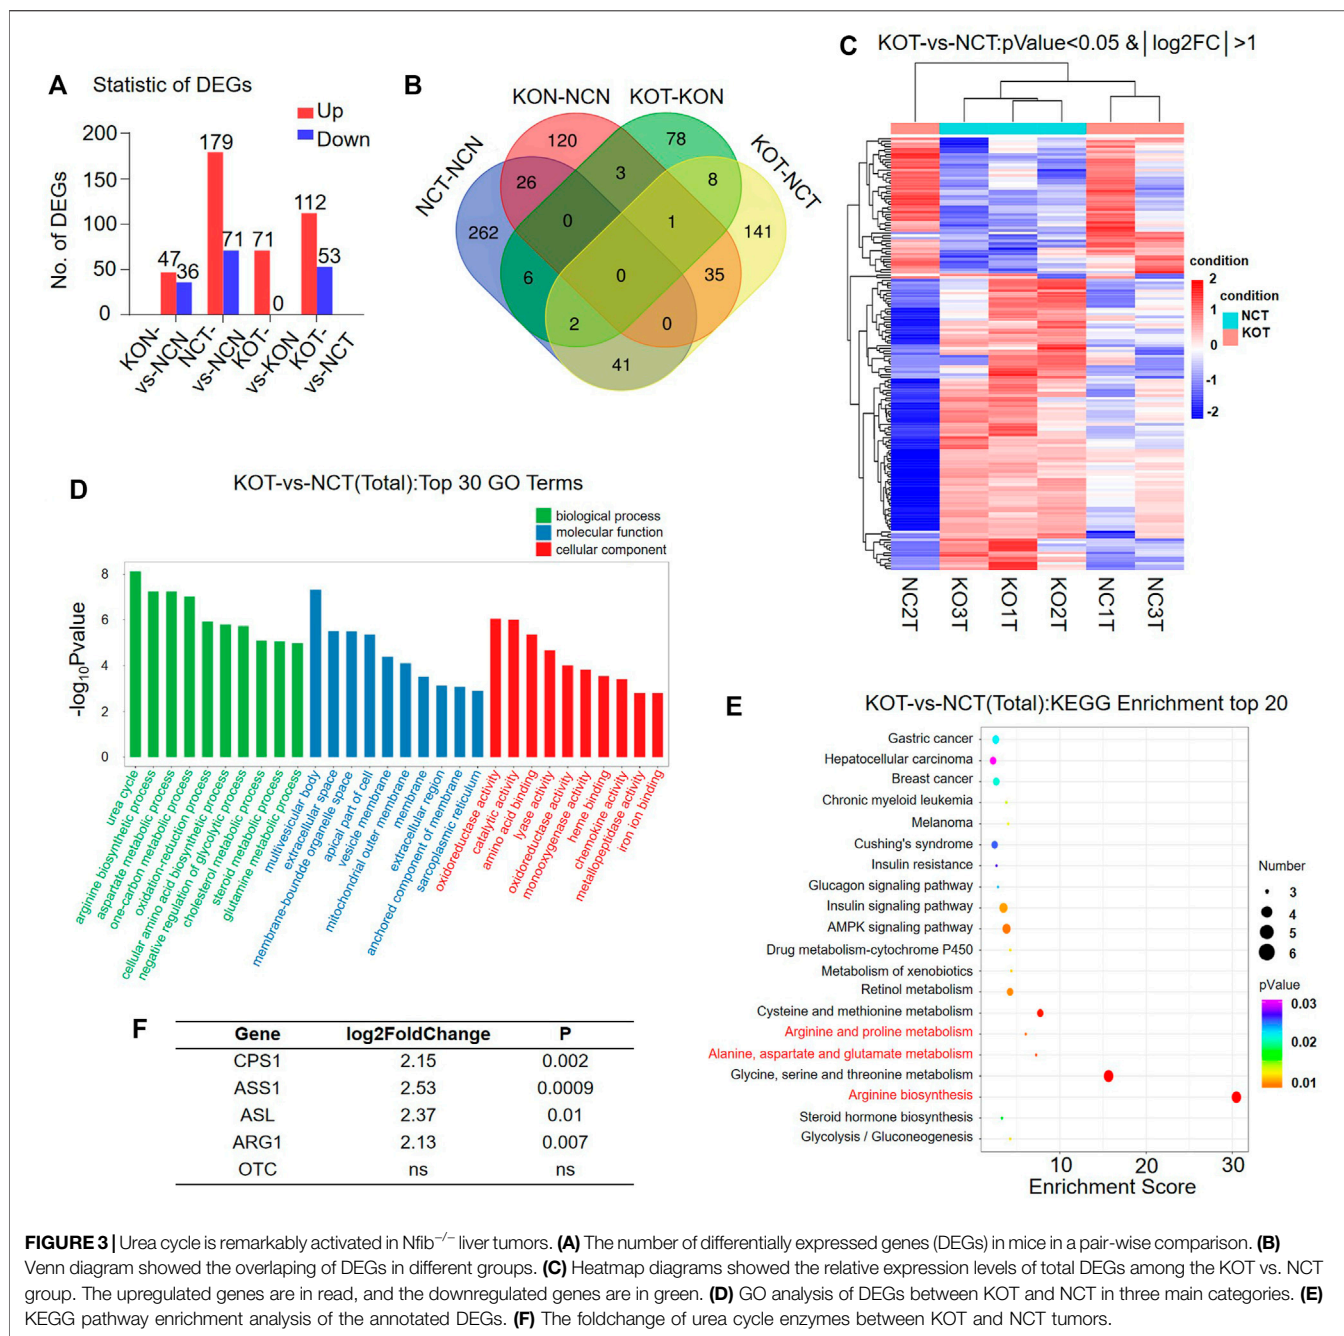 A Statistic of DEGs
Up
Down
No. of DEGs
200
150
100
50
0
47
36
179
71
71
0
112
53
KON-
vs-NCN
NCT-
vs-NCN
KOT-
vs-KON
KOT-
vs-NCT
B
KON-NCN
KOT-KON
NCT-NCN
KOT-NCT
120
78
26
3
8
262
0
1
141
6
0
35
2
0
41
C KOT-vs-NCT:pValue<0.05 &|log2FC|>1
condition
2
1
0
-1
-2
condition
NCT
KOT
NC2T
KO3T
KO1T
KO2T
NC1T
NC3T
D KOT-vs-NCT(Total):Top 30 GO Terms
biological process
molecular function
cellular component
-log10Pvalue
8
6
4
2
0
urea cycle
arginine biosynthetic process
aspartate metabolic process
one-carbon metabolic process
oxidation-reduction process
cellular amino acid biosynthetic process
negative regulation of glycolytic process
cholesterol metabolic process
steroid metabolic process
glutamine metabolic process
multivesicular body
extracellular space
membrane-boundde organelle space
apical part of cell
vesicle membrane
mitochondrial outer membrane
membrane
extracellular region
anchored component of membrane
sarcoplasmic reticulum
oxidoreductase activity
catalytic activity
amino acid binding
lyase activity
oxidoreductase activity
monooxygenase activity
heme binding
chemokine activity
metallopeptidase activity
iron ion binding
E KOT-vs-NCT(Total):KEGG Enrichment top 20
Gastric cancer
Hepatocellular carcinoma
Breast cancer
Chronic myeloid leukemia
Melanoma
Cushing's syndrome
Insulin resistance
Glucagon signaling pathway
Insulin signaling pathway
AMPK signaling pathway
Drug metabolism-cytochrome P450
Metabolism of xenobiotics
Retinol metabolism
Cysteine and methionine metabolism
Arginine and proline metabolism
Alanine, aspartate and glutamate metabolism
Glycine, serine and threonine metabolism
Arginine biosynthesis
Steroid hormone biosynthesis
Glycolysis / Gluconeogenesis
10 20 30
Enrichment Score
Number
3
4
5
6
pValue
0.03
0.02
0.01
F
Gene log2FoldChange P
CPS1 2.15 0.002
ASS1 2.53 0.0009
ASL 2.37 0.01
ARG1 2.13 0.007
OTC ns ns
FIGURE 3 | Urea cycle is remarkably activated in Nfib−/− liver tumors. (A) The number of differentially expressed genes (DEGs) in mice in a pair-wise comparison. (B)
Venn diagram showed the overlaping of DEGs in different groups. (C) Heatmap diagrams showed the relative expression levels of total DEGs among the KOT vs. NCT
group. The upregulated genes are in read, and the downregulated genes are in green. (D) GO analysis of DEGs between KOT and NCT in three main categories. (E)
KEGG pathway enrichment analysis of the annotated DEGs. (F) The foldchange of urea cycle enzymes between KOT and NCT tumors.